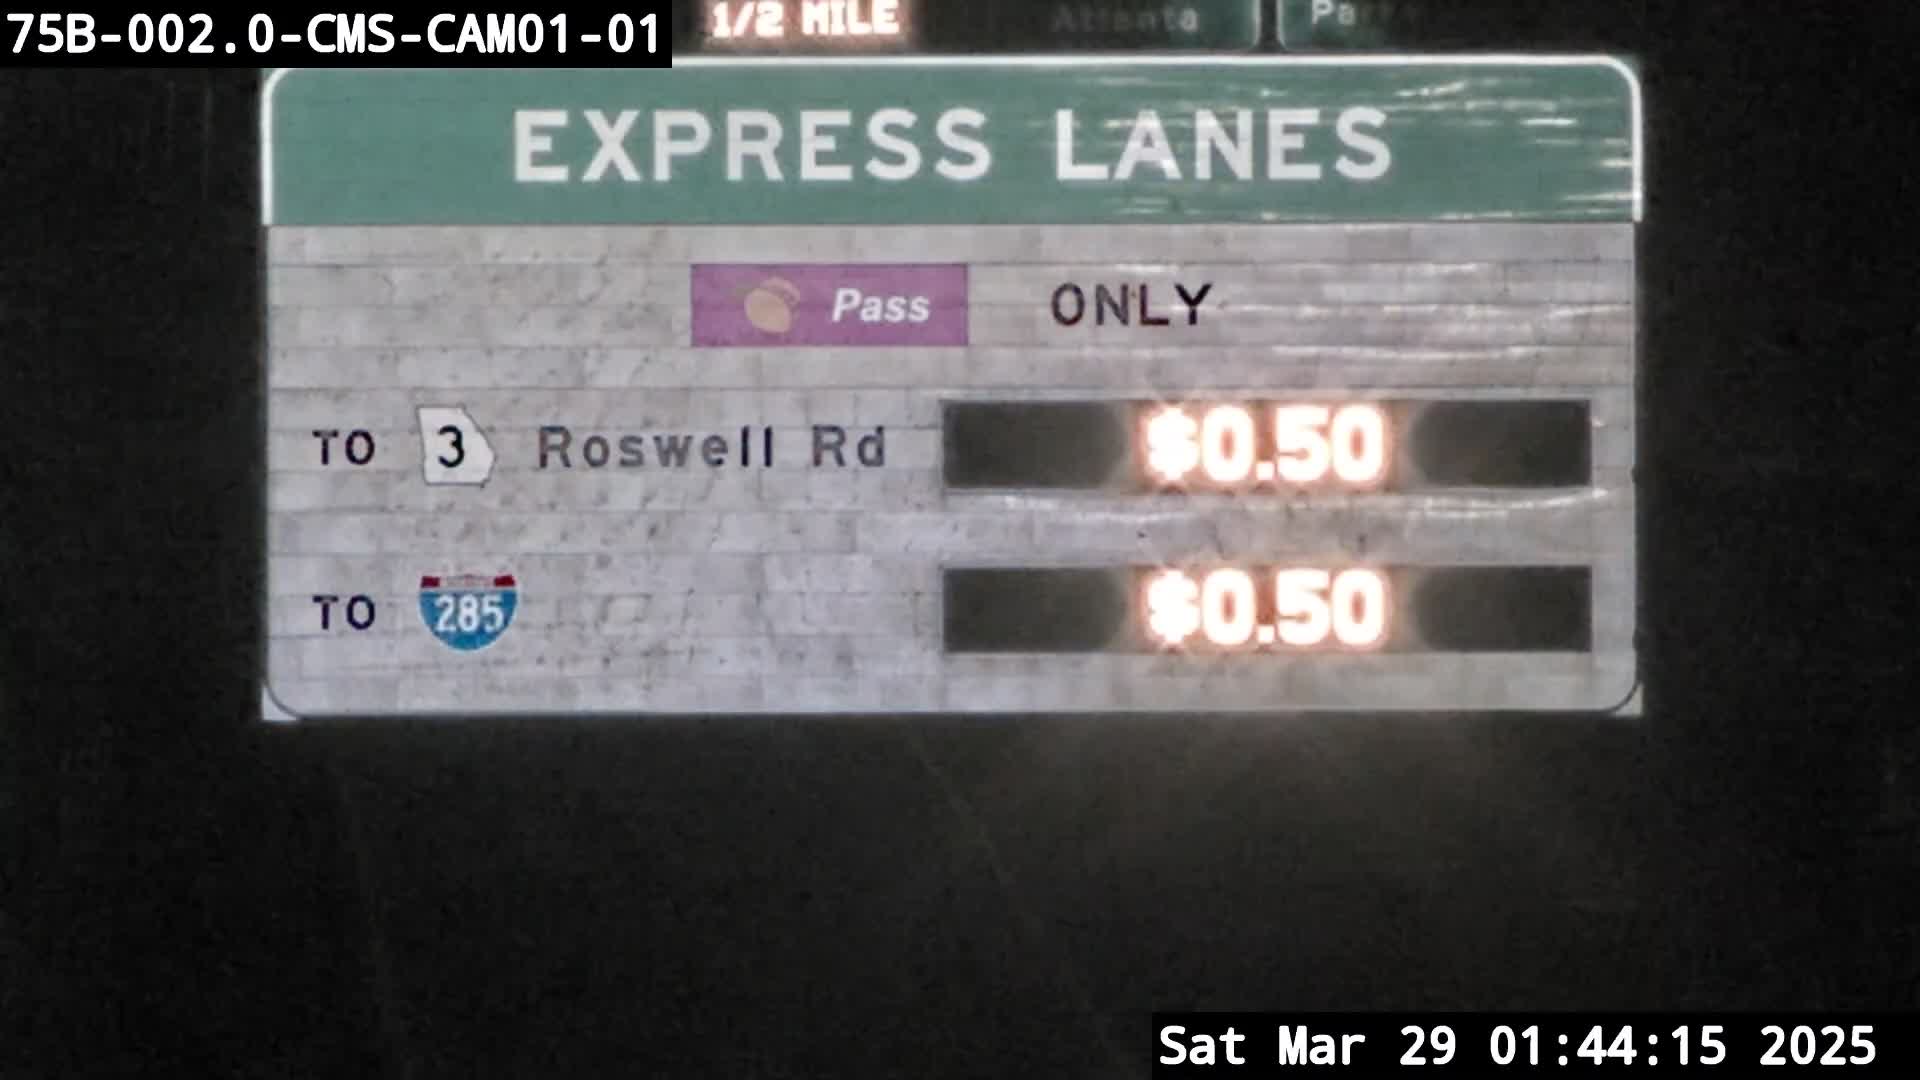 75B-002.0-CMS-CAM01-01
1/2 MILE
Atlanta
EXPRESS LANES
Pass ONLY
TO 3 Roswell Rd $0.50
TO 285 $0.50
Sat Mar 29 01:44:15 2025